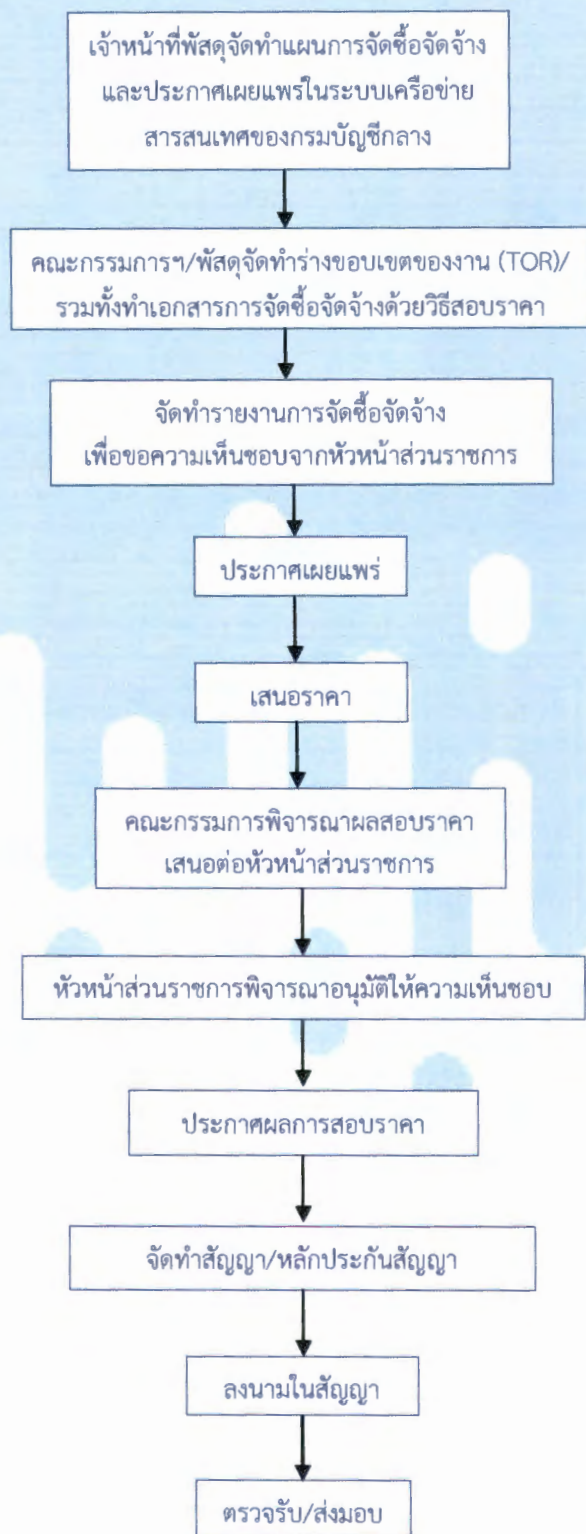 เจ้าหน้าที่พัสดุจัดทำแผนการจัดซื้อจัดจ้าง
และประกาศเผยแพร่ในระบบเครือข่าย
สารสนเทศของกรมบัญชีกลาง
คณะกรรมการฯ/พัสดุจัดทำร่างขอบเขตของงาน (TOR)/
รวมทั้งทำเอกสารการจัดซื้อจัดจ้างด้วยวิธีสอบราคา
จัดทำรายงานการจัดซื้อจัดจ้าง
เพื่อขอความเห็นชอบจากหัวหน้าส่วนราชการ
ประกาศเผยแพร่
เสนอราคา
คณะกรรมการพิจารณาผลสอบราคา
เสนอต่อหัวหน้าส่วนราชการ
หัวหน้าส่วนราชการพิจารณาอนุมัติให้ความเห็นชอบ
ประกาศผลการสอบราคา
จัดทำสัญญา/หลักประกันสัญญา
ลงนามในสัญญา
ตรวจรับ/ส่งมอบ